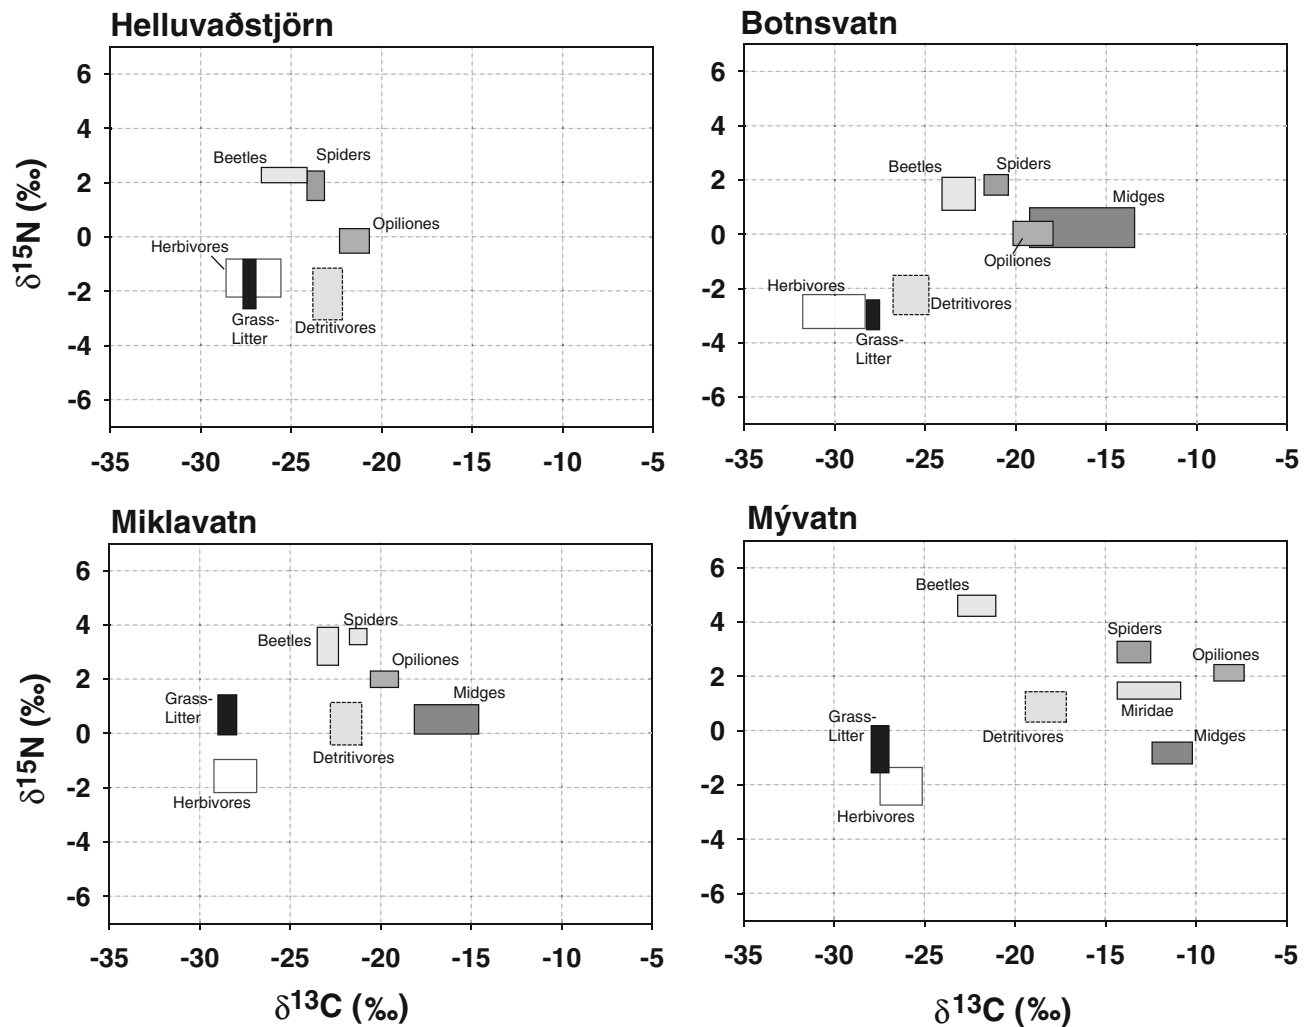 Helluvaðstjörn
6
4
2
0
-2
-4
-6
δ15N (‰)
Beetles
Spiders
Opiliones
Herbivores
Grass-
Litter
Detritivores
-35 -30 -25 -20 -15 -10 -5
Botnsvatn
6
4
2
0
-2
-4
-6
Beetles
Spiders
Midges
Opiliones
Herbivores
Detritivores
Grass-
Litter
-35 -30 -25 -20 -15 -10 -5
Miklavatn
6
4
2
0
-2
-4
-6
δ15N (‰)
Spiders
Beetles
Opiliones
Midges
Grass-
Litter
Detritivores
Herbivores
-35 -30 -25 -20 -15 -10 -5
δ13C (‰)
Mývatn
6
4
2
0
-2
-4
-6
Beetles
Spiders
Opiliones
Miridae
Grass-
Litter
Detritivores
Midges
Herbivores
-35 -30 -25 -20 -15 -10 -5
δ13C (‰)